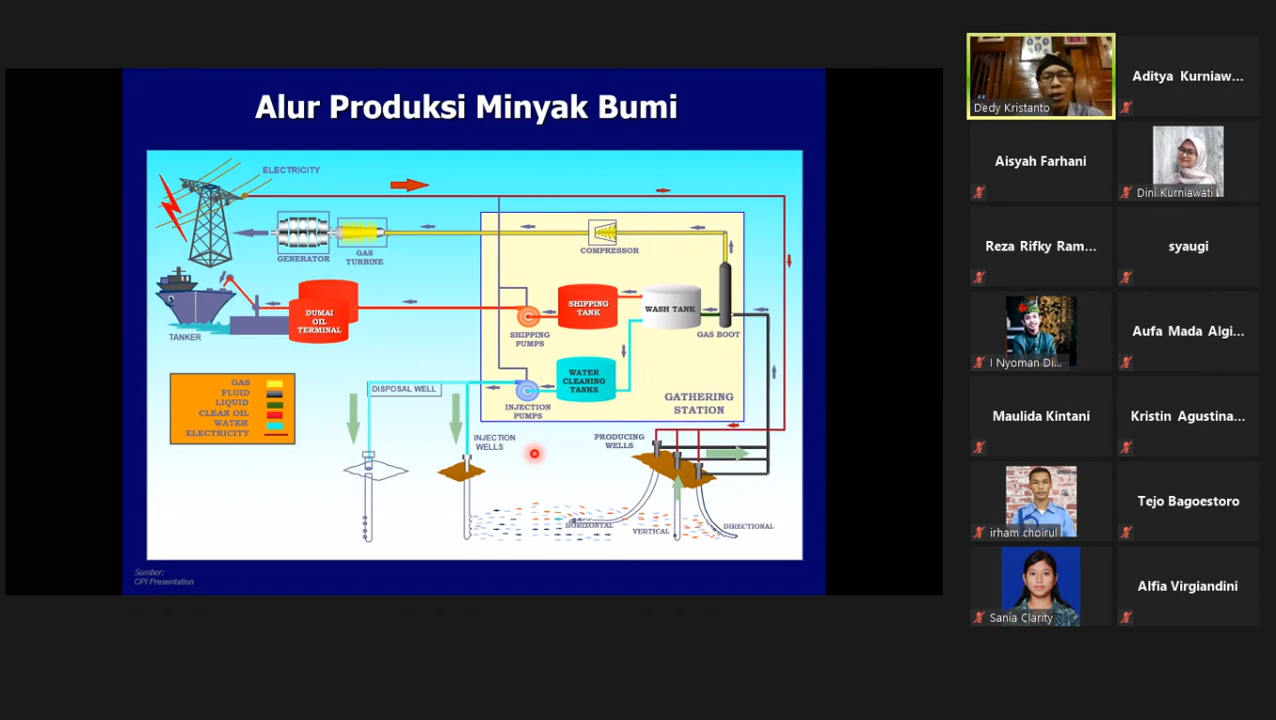 Alur Produksi Minyak Bumi
ELECTRICITY
GENERATOR
GAS
TURBINE
COMPRESSOR
TANKER
DUMAI
OIL
TERMINAL
SHIPPING
PUMPS
SHIPPING
TANK
WASH TANK
GAS BOOT
WATER
CLEANING
TANKS
INJECTION
PUMPS
GATHERING
STATION
GAS
FLUID
LIQUID
CLEAN OIL
WATER
ELECTRICITY
DISPOSAL WELL
INJECTION
WELLS
PRODUCING
WELLS
HORIZONTAL
VERTICAL
DIRECTIONAL
Sumber:
CPI Presentation
Dedy Kristanto
Aditya Kurniaw...
Aisyah Farhani
Dini Kurniawati
Reza Rifky Ram...
syaugi
I Nyoman Di...
Aufa Mada Algi...
Maulida Kintani
Kristin Agustina...
irham choirul
Tejo Bagoestoro
Sania Clarity
Alfia Virgiandini